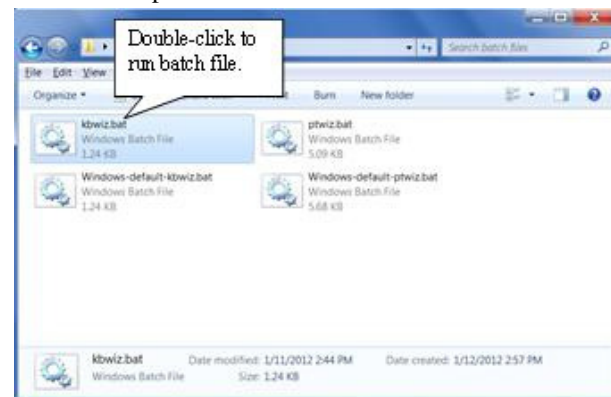 Double-click to
run batch file.
Search batch files
File Edit View
Organize Burn New folder
kbwiz.bat
Windows Batch File
1.24 KB
ptwiz.bat
Windows Batch File
5.09 KB
Windows-default-kbwiz.bat
Windows Batch File
1.24 KB
Windows-default-ptwiz.bat
Windows Batch File
5.68 KB
kbwiz.bat Date modified: 1/11/2012 2:44 PM Date created: 1/12/2012 2:57 PM
Windows Batch File Size: 1.24 KB